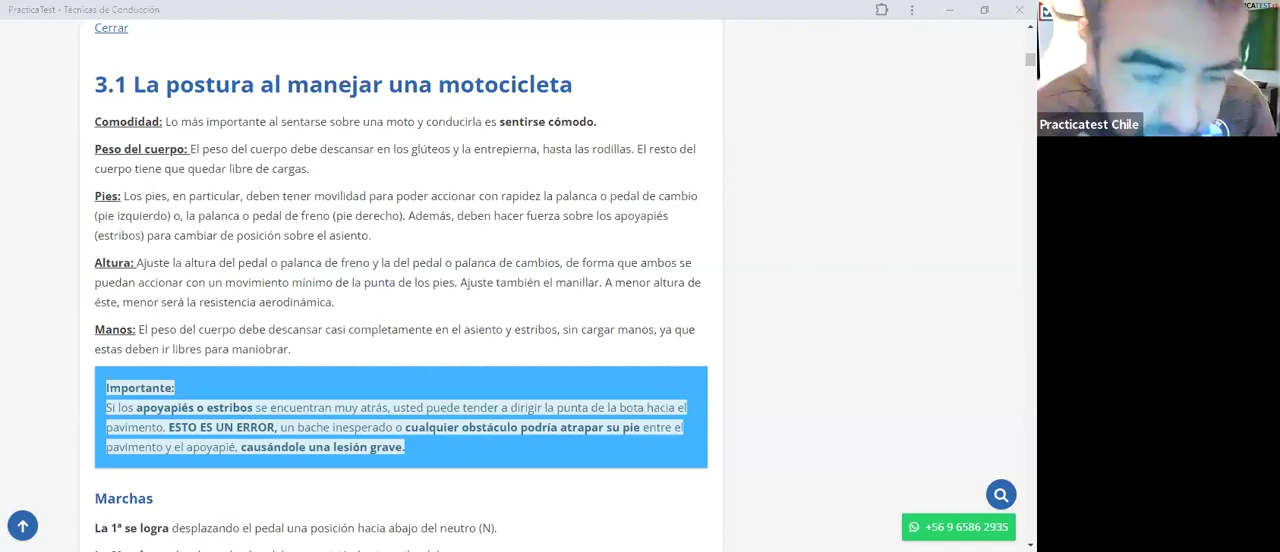 PracticaTest - Técnicas de Conducción
Cerrar
3.1 La postura al manejar una motocicleta
Comodidad: Lo más importante al sentarse sobre una moto y conducirla es sentirse cómodo.
Peso del cuerpo: El peso del cuerpo debe descansar en los glúteos y la entrepierna, hasta las rodillas. El resto del
cuerpo tiene que quedar libre de cargas.
Pies: Los pies, en particular, deben tener movilidad para poder accionar con rapidez la palanca o pedal de cambio
(pie izquierdo) o, la palanca o pedal de freno (pie derecho). Además, deben hacer fuerza sobre los apoyapiés
(estribos) para cambiar de posición sobre el asiento.
Altura: Ajuste la altura del pedal o palanca de freno y la del pedal o palanca de cambios, de forma que ambos se
puedan accionar con un movimiento mínimo de la punta de los pies. Ajuste también el manillar. A menor altura de
éste, menor será la resistencia aerodinámica.
Manos: El peso del cuerpo debe descansar casi completamente en el asiento y estribos, sin cargar manos, ya que
estas deben ir libres para maniobrar.
Importante:
Si los apoyapiés o estribos se encuentran muy atrás, usted puede tender a dirigir la punta de la bota hacia el
pavimento. ESTO ES UN ERROR, un bache inesperado o cualquier obstáculo podría atrapar su pie entre el
pavimento y el apoyapié, causándole una lesión grave.
Marchas
La 1ª se logra desplazando el pedal una posición hacia abajo del neutro (N).
+56 9 6586 2935
Practicatest Chile